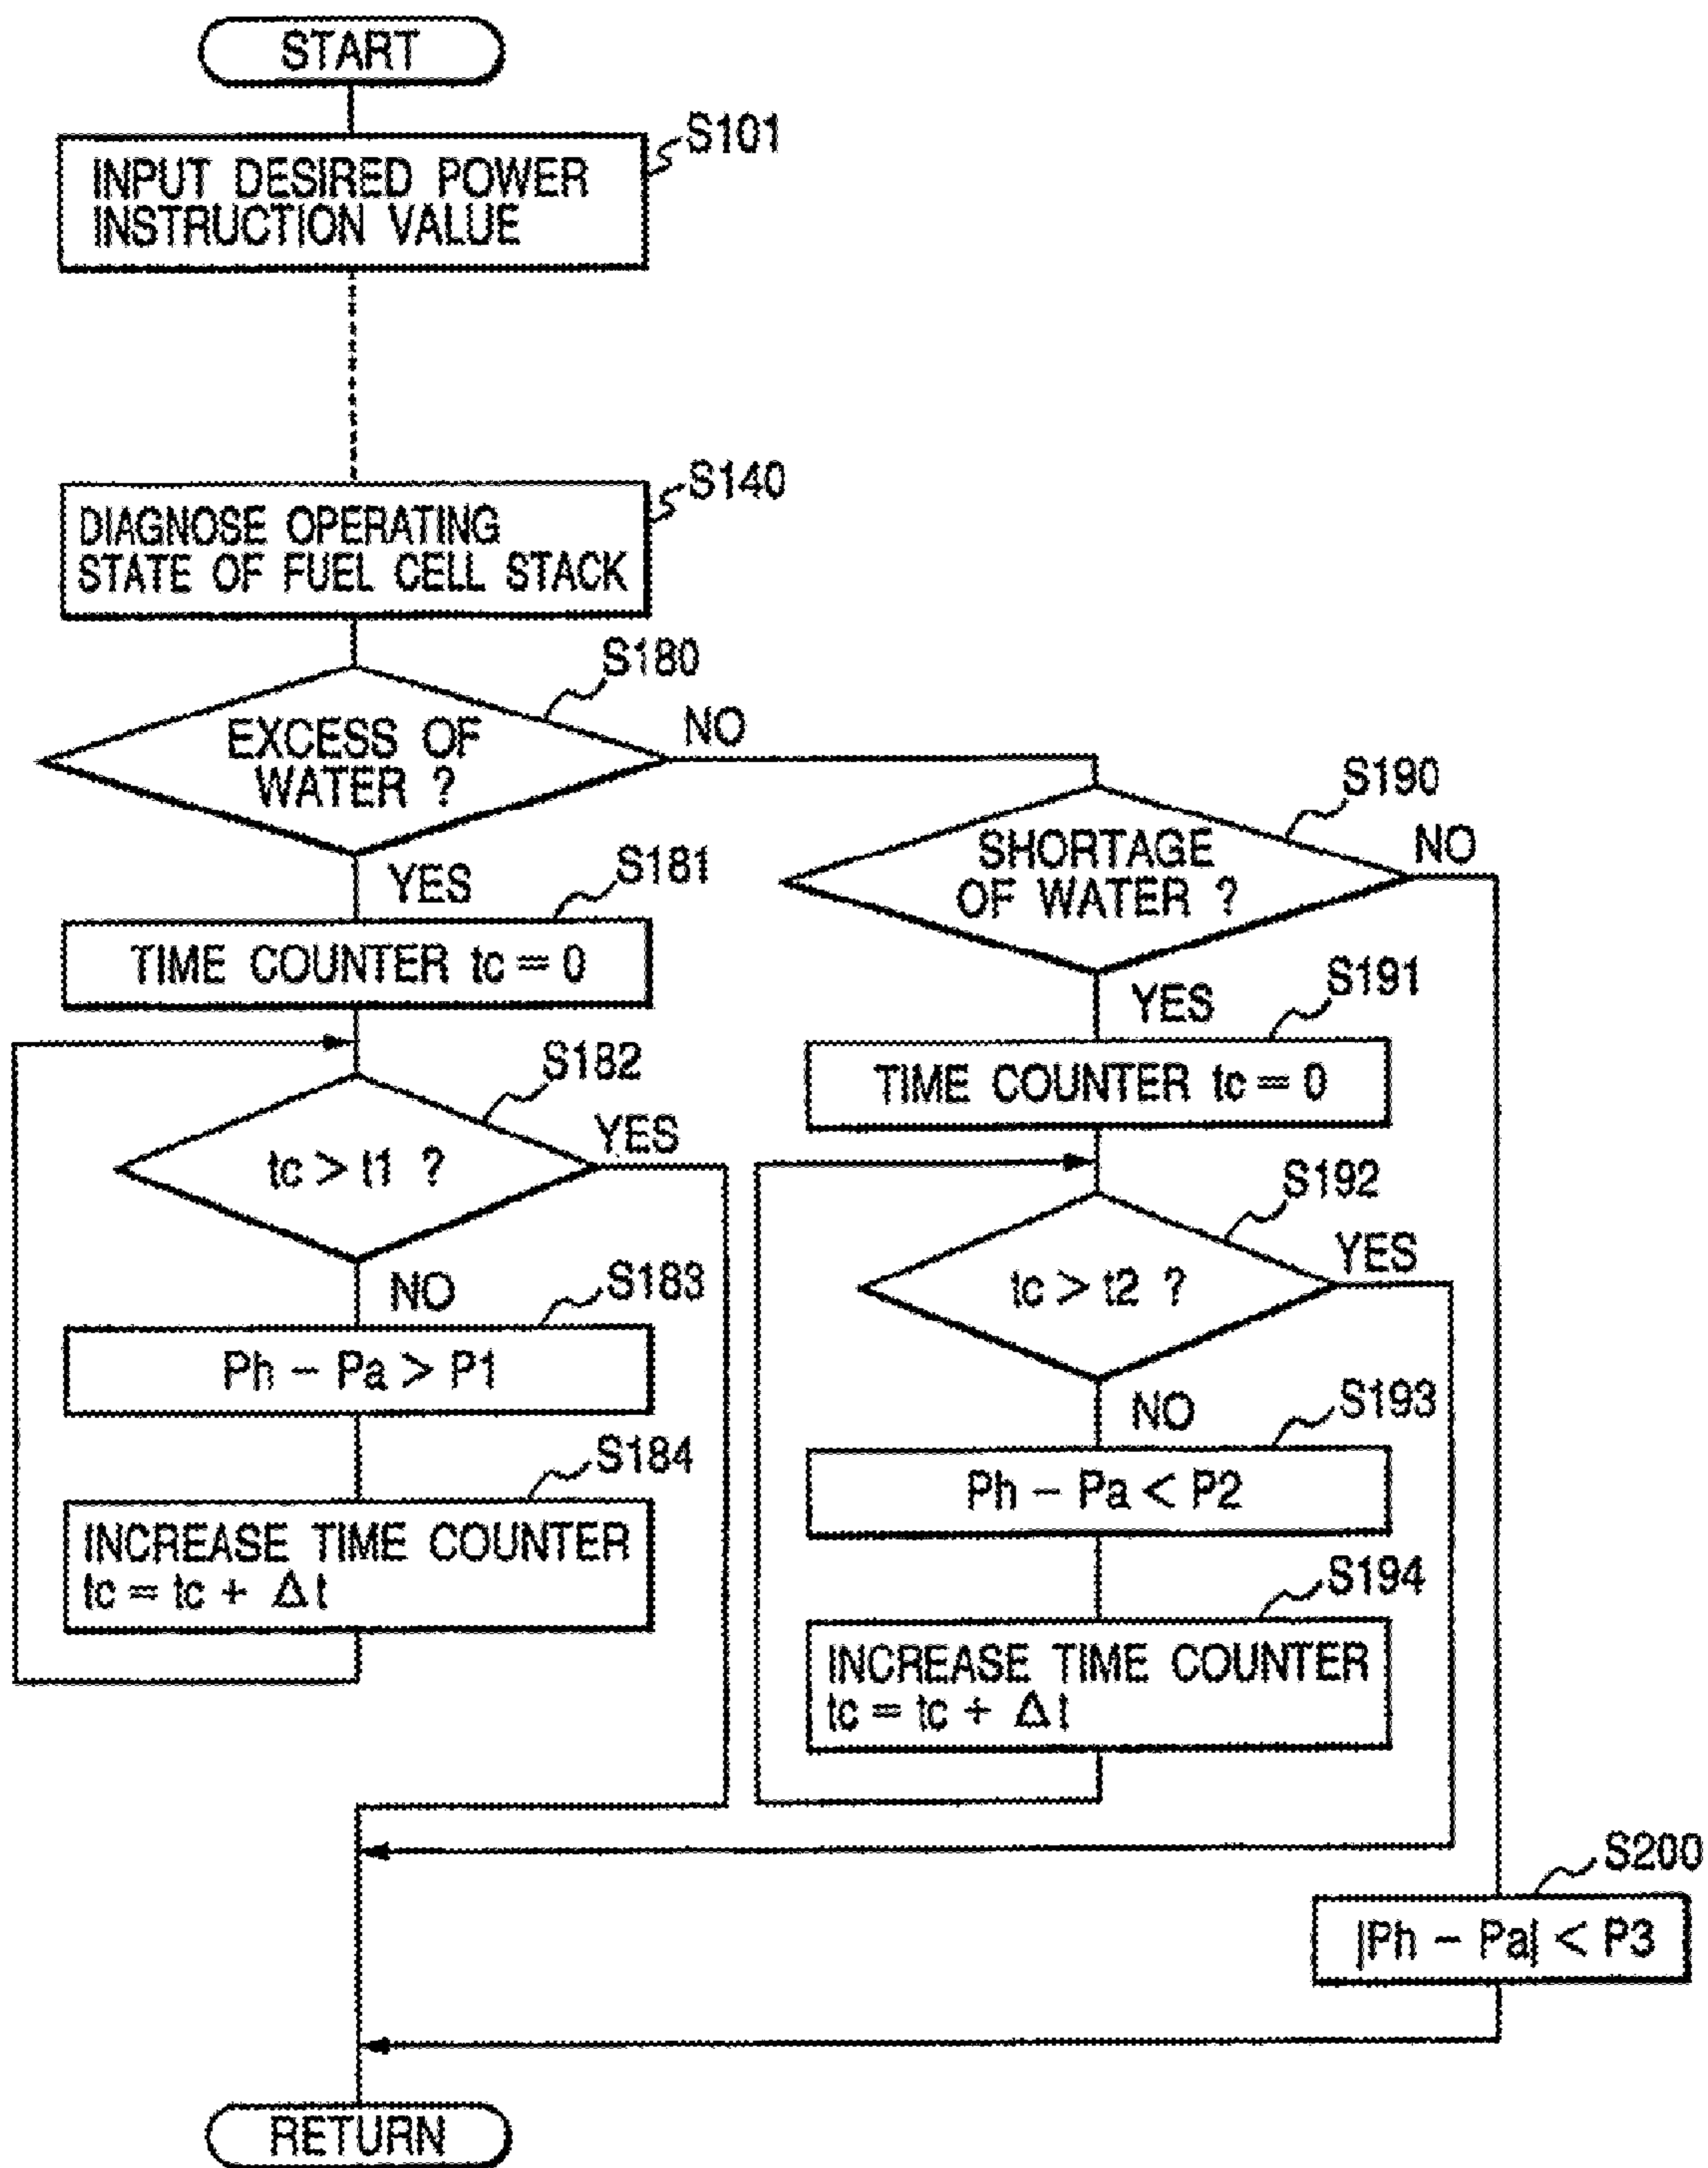 START
S101
INPUT DESIRED POWER
INSTRUCTION VALUE
S140
DIAGNOSE OPERATING
STATE OF FUEL CELL STACK
S180
EXCESS OF
WATER ?
NO
YES
S181
TIME COUNTER tc = 0
S182
tc > t1 ?
YES
NO
S183
Ph - Pa > P1
S184
INCREASE TIME COUNTER
tc = tc + Δt
S190
SHORTAGE
OF WATER ?
NO
YES
S191
TIME COUNTER tc = 0
S192
tc > t2 ?
YES
NO
S193
Ph - Pa < P2
S194
INCREASE TIME COUNTER
tc = tc + Δt
S200
|Ph - Pa| < P3
RETURN